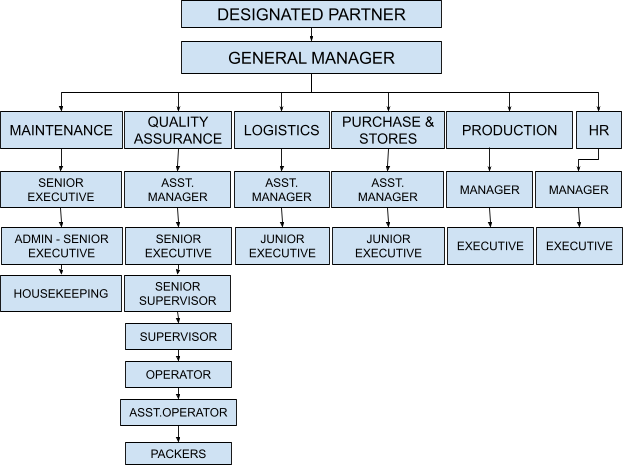 DESIGNATED PARTNER
GENERAL MANAGER
MAINTENANCE
QUALITY
ASSURANCE
LOGISTICS
PURCHASE &
STORES
PRODUCTION
HR
SENIOR
EXECUTIVE
ASST.
MANAGER
ASST.
MANAGER
ASST.
MANAGER
MANAGER
MANAGER
ADMIN - SENIOR
EXECUTIVE
SENIOR
EXECUTIVE
JUNIOR
EXECUTIVE
JUNIOR
EXECUTIVE
EXECUTIVE
EXECUTIVE
HOUSEKEEPING
SENIOR
SUPERVISOR
SUPERVISOR
OPERATOR
ASST.OPERATOR
PACKERS